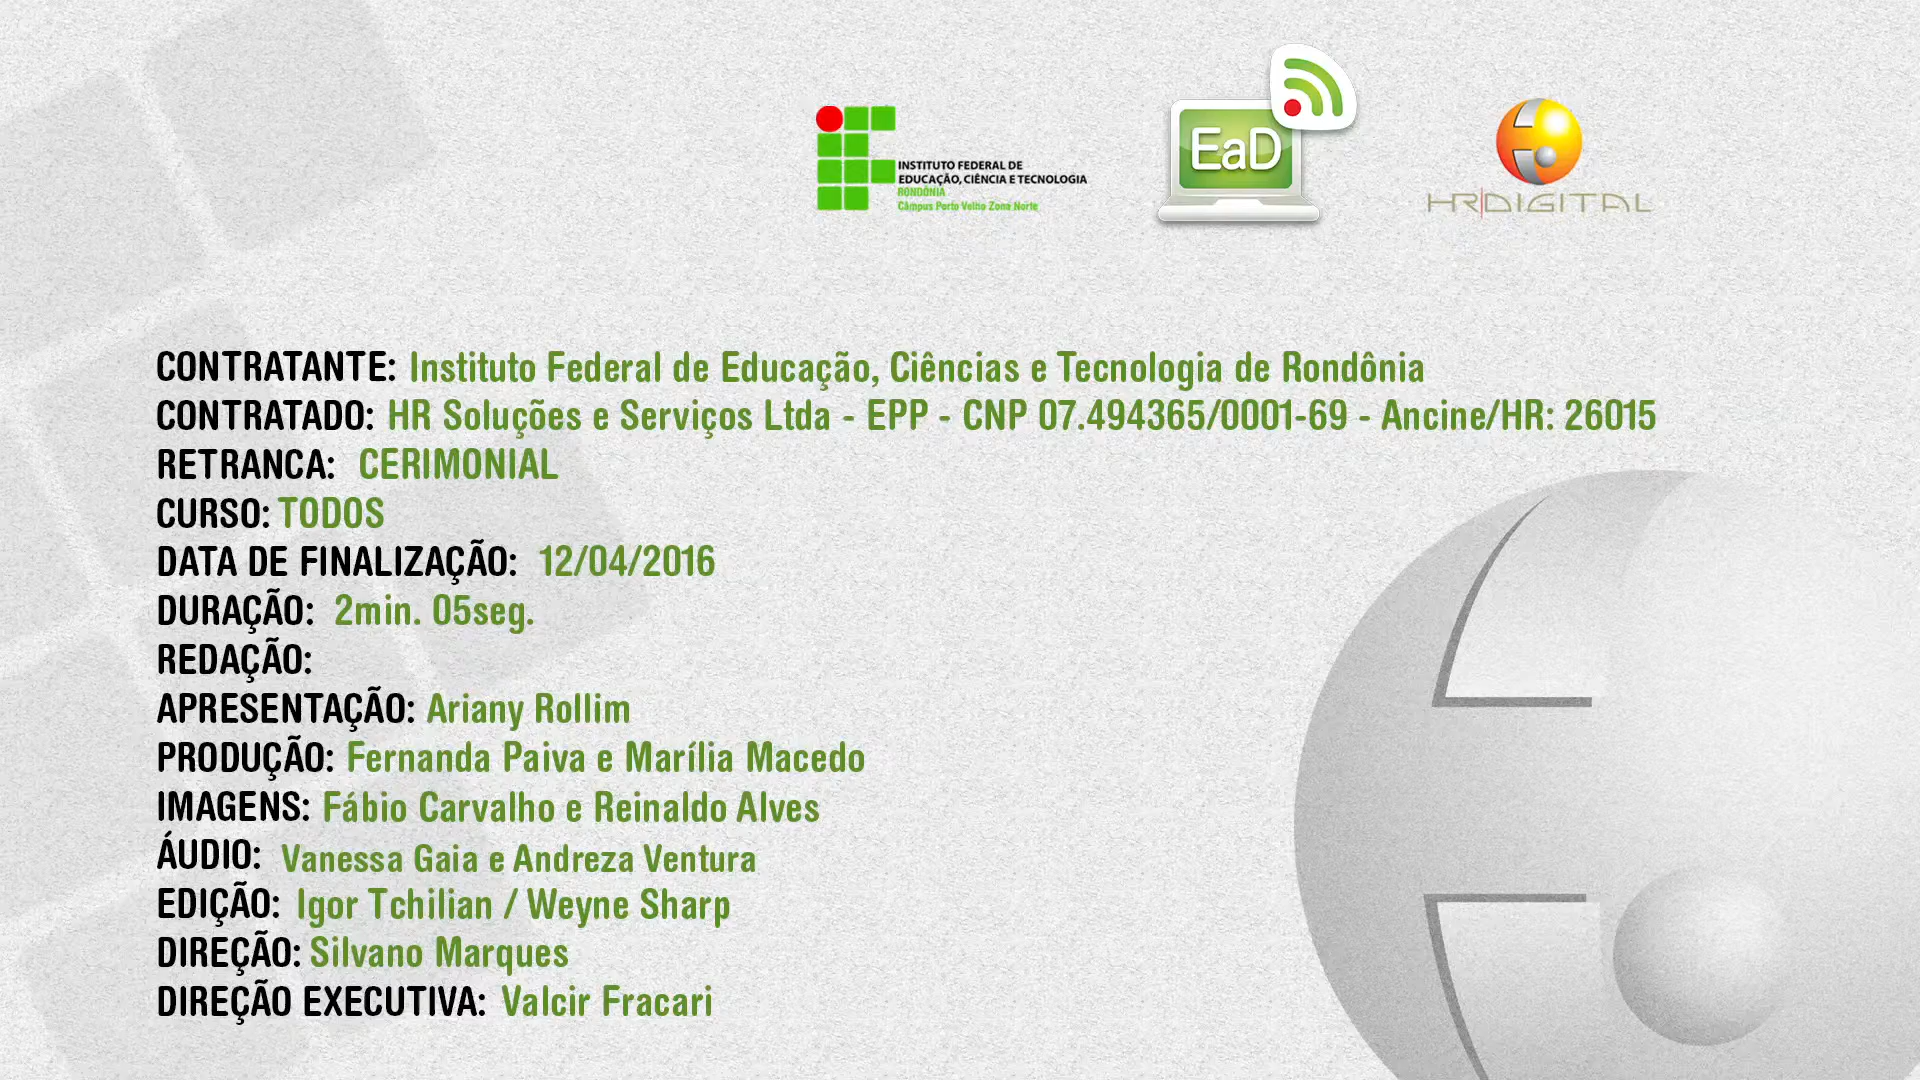 INSTITUTO FEDERAL DE
EDUCAÇÃO, CIÊNCIA E TECNOLOGIA
RONDÔNIA
Câmpus Porto Velho Zona Norte
EaD
HR|DIGITAL
CONTRATANTE: Instituto Federal de Educação, Ciências e Tecnologia de Rondônia
CONTRATADO: HR Soluções e Serviços Ltda - EPP - CNP 07.494365/0001-69 - Ancine/HR: 26015
RETRANCA: CERIMONIAL
CURSO: TODOS
DATA DE FINALIZAÇÃO: 12/04/2016
DURAÇÃO: 2min. 05seg.
REDAÇÃO:
APRESENTAÇÃO: Ariany Rollim
PRODUÇÃO: Fernanda Paiva e Marília Macedo
IMAGENS: Fábio Carvalho e Reinaldo Alves
ÁUDIO: Vanessa Gaia e Andreza Ventura
EDIÇÃO: Igor Tchilian / Weyne Sharp
DIREÇÃO: Silvano Marques
DIREÇÃO EXECUTIVA: Valcir Fracari